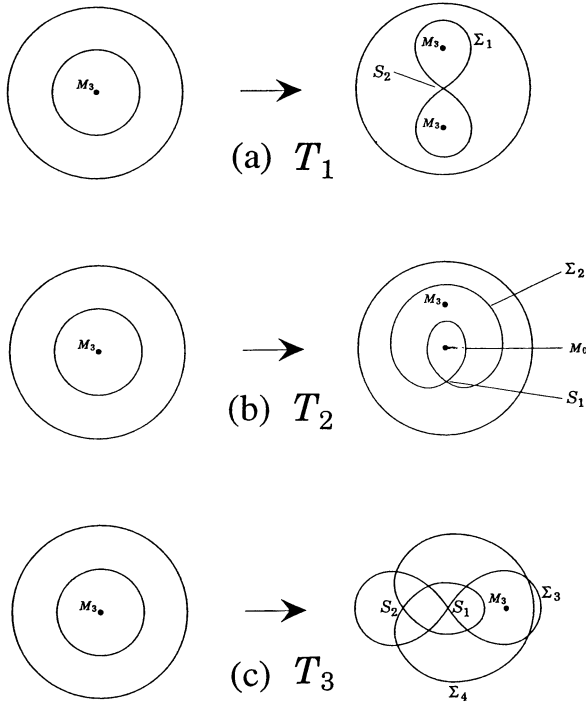 M₃
M₃
Σ₁
S₂
M₃
(a) T₁
M₃
M₃
Σ₂
M₀
S₁
(b) T₂
M₃
S₂
S₁
M₃
Σ₃
Σ₄
(c) T₃